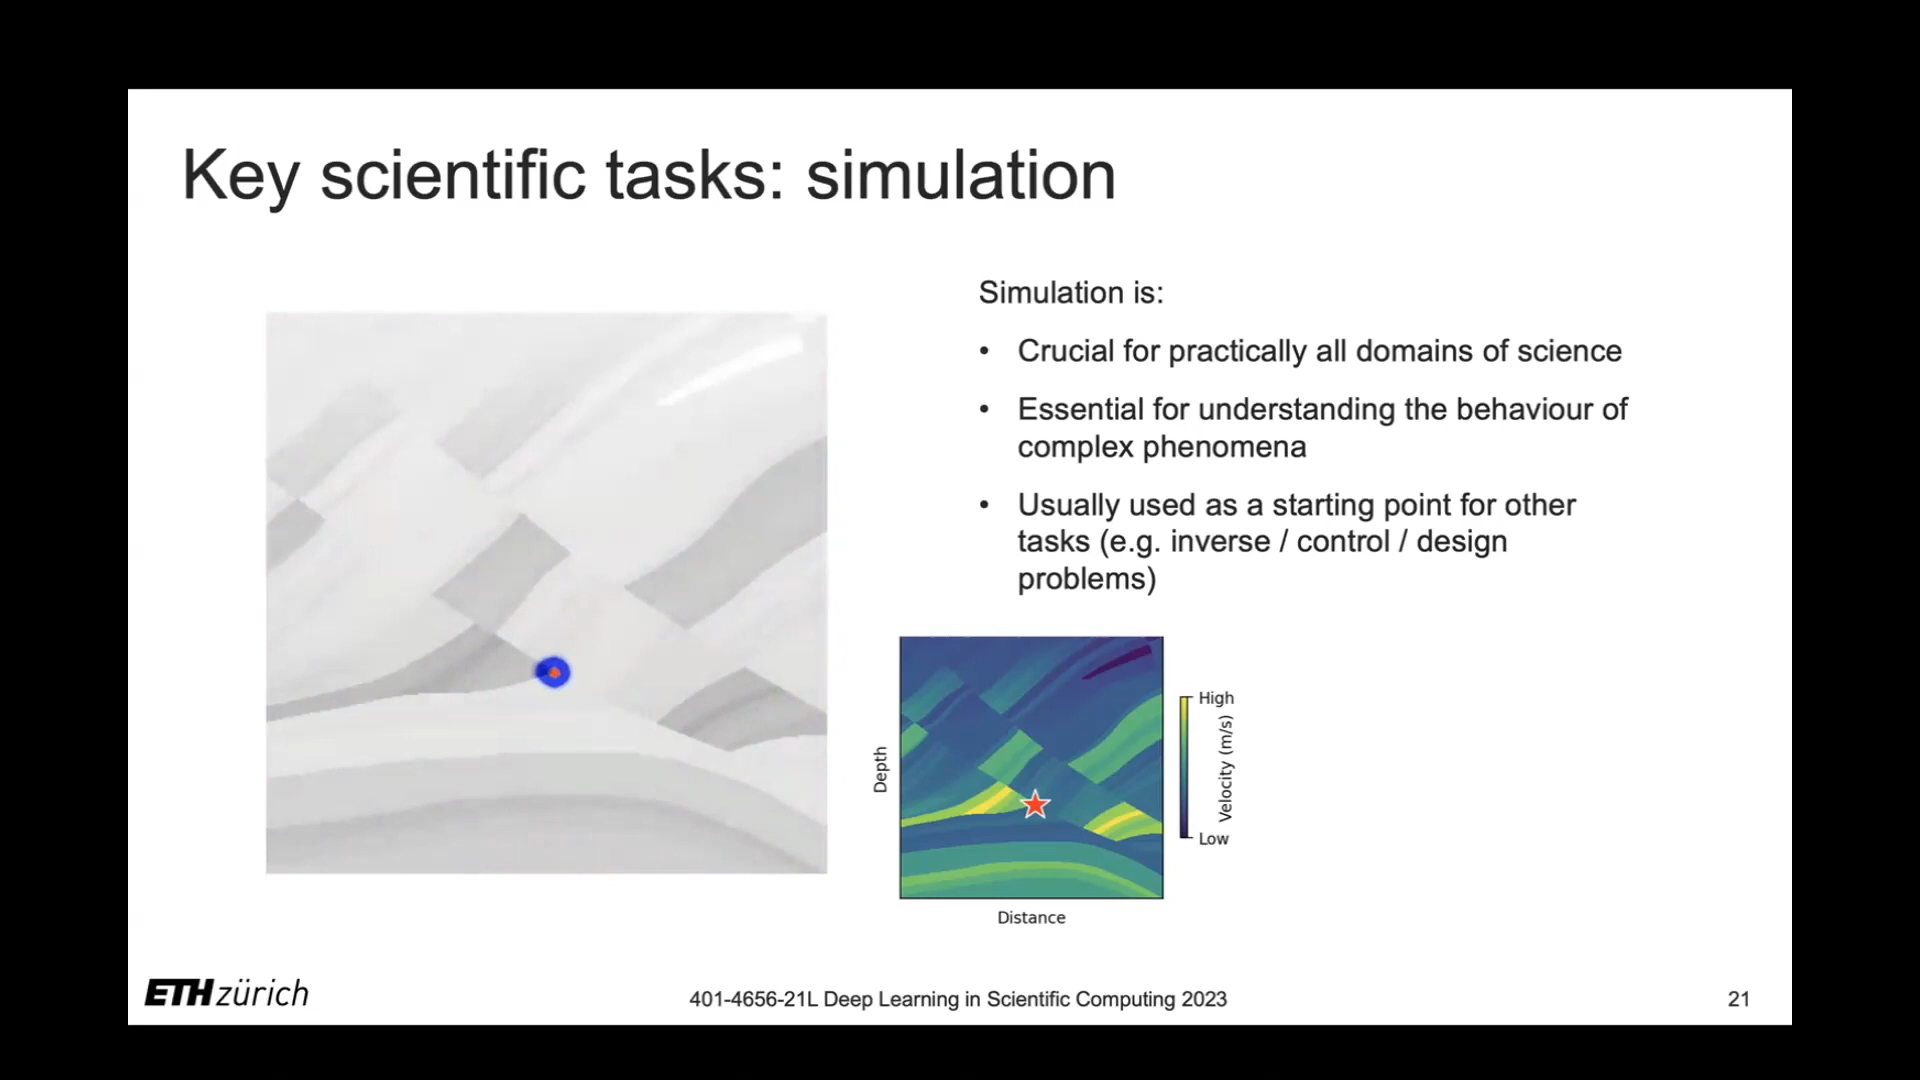 Key scientific tasks: simulation
Simulation is:
• Crucial for practically all domains of science
• Essential for understanding the behaviour of
complex phenomena
• Usually used as a starting point for other
tasks (e.g. inverse / control / design
problems)
High
Velocity (m/s)
Low
Depth
Distance
ETH zürich
401-4656-21L Deep Learning in Scientific Computing 2023
21